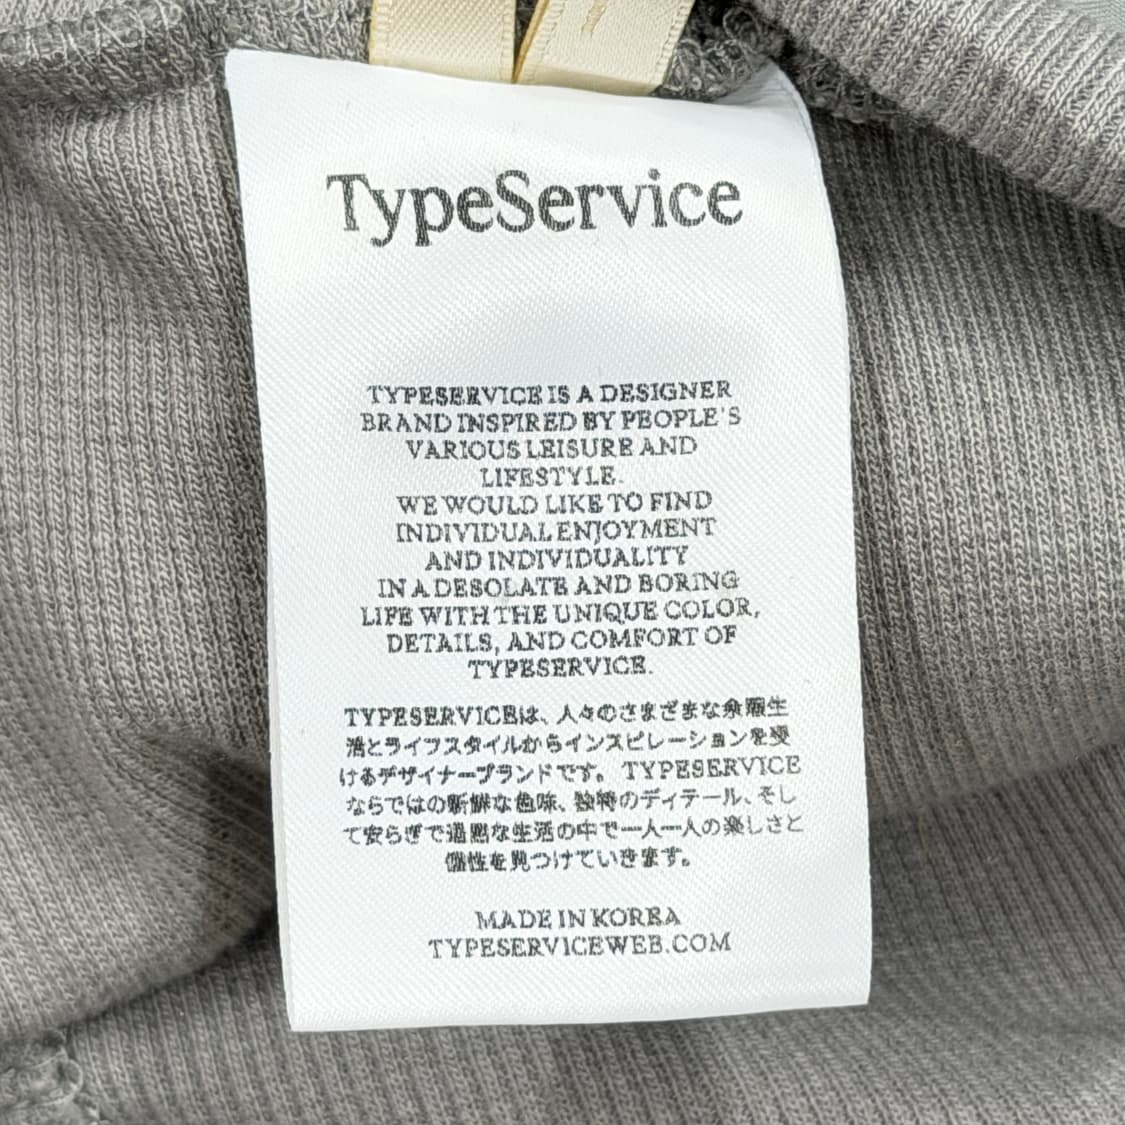 TypeService
TYPESERVICE IS A DESIGNER
BRAND INSPIRED BY PEOPLE'S
VARIOUS LEISURE AND
LIFESTYLE.
WE WOULD LIKE TO FIND
INDIVIDUAL ENJOYMENT
AND INDIVIDUALITY
IN A DESOLATE AND BORING
LIFE WITH THE UNIQUE COLOR,
DETAILS, AND COMFORT OF
TYPESERVICE.
TYPESERVICEは、人々のさまざまな余暇生
活とライフスタイルからインスピレーションを受
けるデザイナーブランドです。 TYPESERVICE
ならではの新鮮な色味、独特のディテール、そし
て安らぎで退屈な生活の中で一人一人の楽しさと
個性を見つけていきます。
MADE IN KOREA
TYPESERVICEWEB.COM